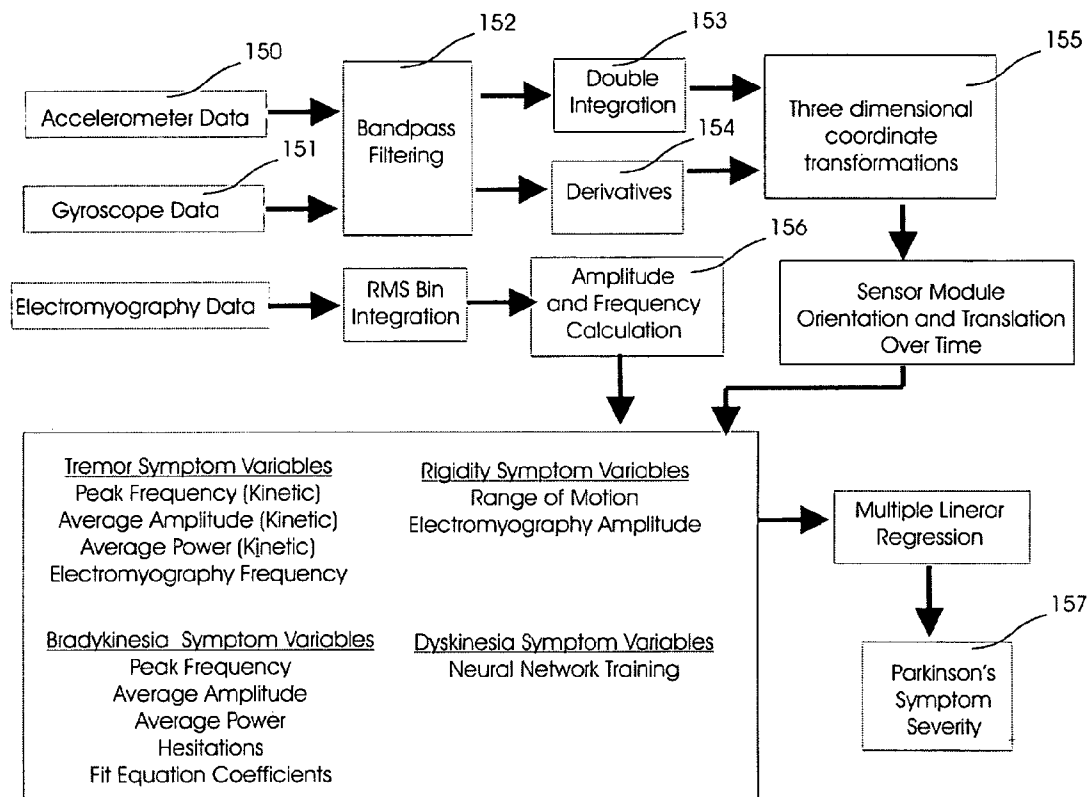 150
152
153
155
Accelerometer Data
Bandpass
Filtering
Double
Integration
Three dimensional
coordinate
transformations
151
154
Gyroscope Data
Derivatives
156
Electromyography Data
RMS Bin
Integration
Amplitude
and Frequency
Calculation
Sensor Module
Orientation and Translation
Over Time
Tremor Symptom Variables
Peak Frequency (Kinetic)
Average Amplitude (Kinetic)
Average Power (Kinetic)
Electromyography Frequency
Rigidity Symptom Variables
Range of Motion
Electromyography Amplitude
Multiple Linerar
Regression
Bradykinesia Symptom Variables
Peak Frequency
Average Amplitude
Average Power
Hesitations
Fit Equation Coefficients
Dyskinesia Symptom Variables
Neural Network Training
157
Parkinson's
Symptom
Severity